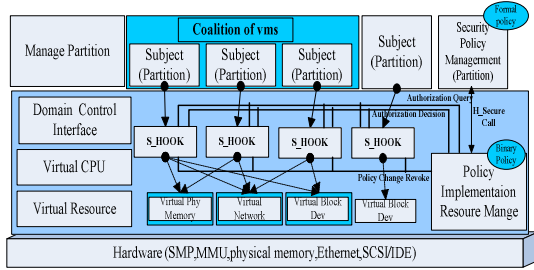 Formal
policy
Coalition of vms
Manage Partition
Subject
(Partition)
Subject
(Partition)
Subject
(Partition)
Subject
(Partition)
Security
Policy
Managerment
(Partition)
Authorization Query
H_Secure
Call
Authorization Decision
Domain Control
Interface
S_HOOK
S_HOOK
S_HOOK
S_HOOK
Binary
Policy
Virtual CPU
Policy Change Revoke
Policy
Implementaion
Resoure Mange
Virtual Resource
Virtual Phy
Memory
Virtual
Network
Virtual Block
Dev
Virtual Block
Dev
Hardware (SMP,MMU,physical memory,Ethernet,SCSI/IDE)